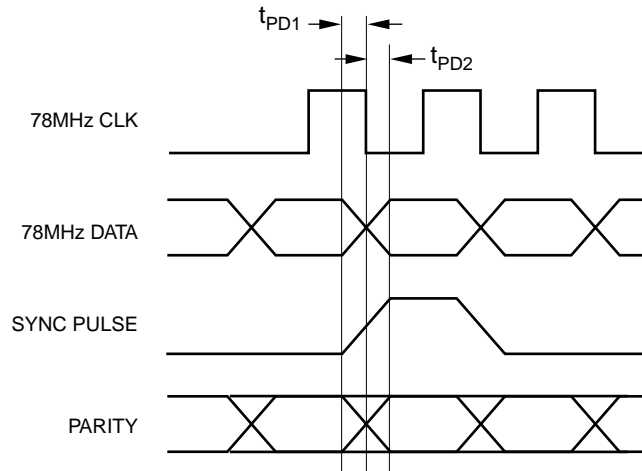 tPD1
tPD2
78MHz CLK
78MHz DATA
SYNC PULSE
PARITY